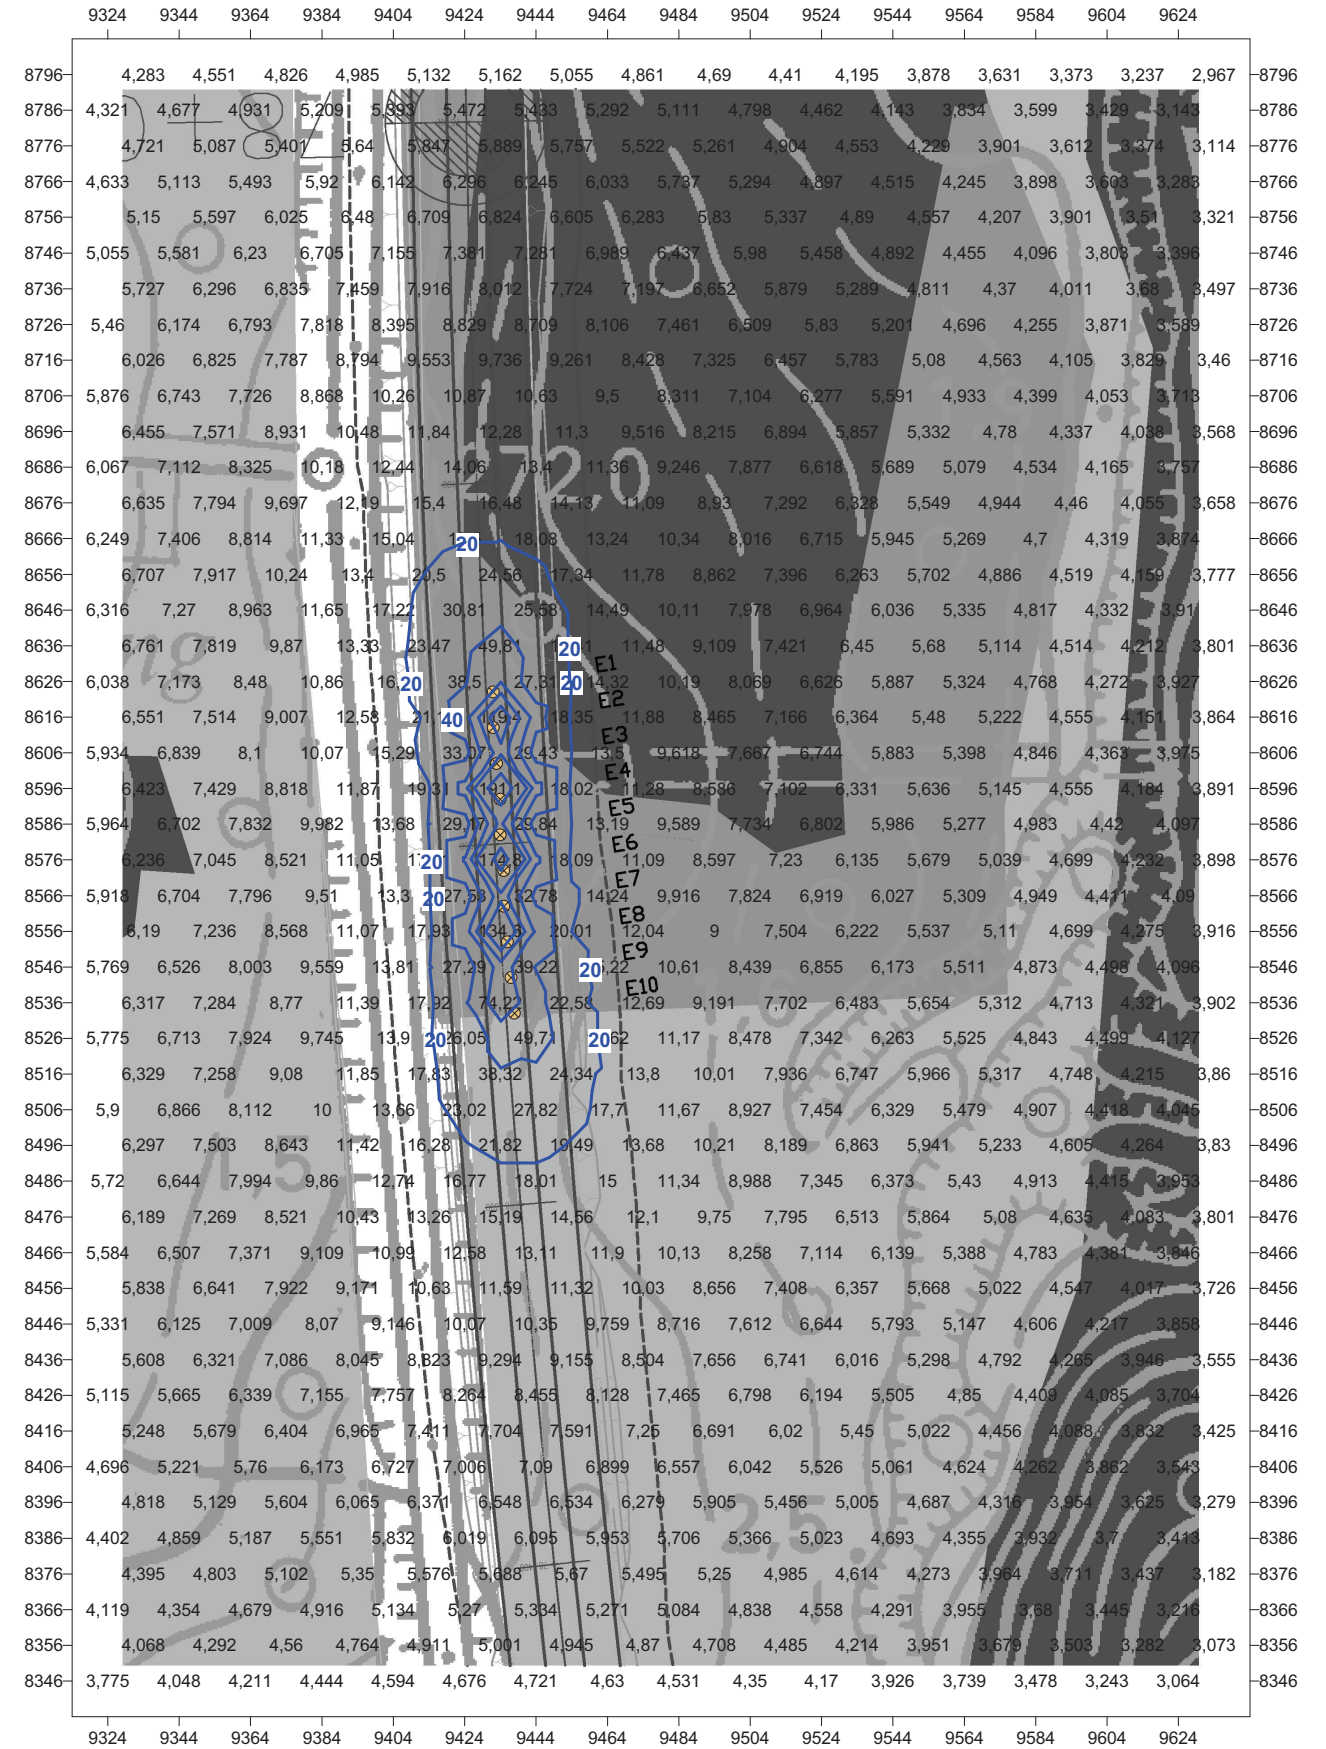 9324 9344 9364 9384 9404 9424 9444 9464 9484 9504 9524 9544 9564 9584 9604 9624
8796 4,283 4,551 4,826 4,985 5,132 5,162 5,055 4,861 4,69 4,41 4,195 3,878 3,631 3,373 3,237 2,967 8796
8786 4,321 4,677 4,931 5,209 5,393 5,472 5,433 5,292 5,111 4,798 4,462 4,143 3,834 3,599 3,429 3,143 8786
8776 4,721 5,087 5,401 5,64 5,847 5,889 5,757 5,522 5,261 4,904 4,553 4,229 3,901 3,612 3,374 3,114 8776
8766 4,633 5,113 5,493 5,92 6,142 6,296 6,245 6,033 5,737 5,294 4,897 4,515 4,245 3,898 3,603 3,283 8766
8756 5,15 5,597 6,025 6,48 6,709 6,824 6,605 6,283 5,83 5,337 4,89 4,557 4,207 3,901 3,51 3,321 8756
8746 5,055 5,581 6,23 6,705 7,155 7,381 7,281 6,989 6,437 5,98 5,458 4,892 4,455 4,096 3,803 3,396 8746
8736 5,727 6,296 6,835 7,459 7,916 8,012 7,724 7,197 6,652 5,879 5,289 4,811 4,37 4,011 3,68 3,497 8736
8726 5,46 6,174 6,793 7,818 8,395 8,829 8,709 8,106 7,461 6,509 5,83 5,201 4,696 4,255 3,871 3,589 8726
8716 6,026 6,825 7,787 8,794 9,553 9,736 9,261 8,428 7,325 6,457 5,783 5,08 4,563 4,105 3,829 3,46 8716
8706 5,876 6,743 7,726 8,868 10,26 10,87 10,63 9,5 8,311 7,104 6,277 5,591 4,933 4,399 4,053 3,713 8706
8696 6,455 7,571 8,931 10,48 11,84 12,28 11,3 9,516 8,215 6,894 5,857 5,332 4,78 4,337 4,038 3,568 8696
8686 6,067 7,112 8,325 10,18 12,44 14,06 13,4 11,36 9,246 7,877 6,618 5,689 5,079 4,534 4,165 3,757 8686
272,0
8676 6,635 7,794 9,697 12,19 15,4 16,48 14,13 11,09 8,93 7,292 6,328 5,549 4,944 4,46 4,055 3,658 8676
8666 6,249 7,406 8,814 11,33 15,04 20 18,08 13,24 10,34 8,016 6,715 5,945 5,269 4,7 4,319 3,874 8666
8656 6,707 7,917 10,24 13,4 20,5 24,56 17,34 11,78 8,862 7,396 6,263 5,702 4,886 4,519 4,159 3,777 8656
8646 6,316 7,27 8,963 11,65 17,22 30,81 25,58 14,49 10,11 7,978 6,964 6,036 5,335 4,817 4,332 3,91 8646
8636 6,761 7,819 9,87 13,33 23,47 49,81 20 11,48 9,109 7,421 6,45 5,68 5,114 4,514 4,212 3,801 8636
E1
8626 6,038 7,173 8,48 10,86 20 38,5 27,31 20 14,32 10,19 8,069 6,626 5,887 5,324 4,768 4,272 3,927 8626
E2
8616 6,551 7,514 9,007 12,58 40 119,4 18,35 11,88 8,465 7,166 6,364 5,48 5,222 4,555 4,151 3,864 8616
E3
8606 5,934 6,839 8,1 10,07 15,29 33,07 29,43 13,5 9,618 7,667 6,744 5,883 5,398 4,846 4,363 3,975 8606
E4
8596 6,423 7,429 8,818 11,87 19,31 191,1 18,02 11,28 8,586 7,102 6,331 5,636 5,145 4,555 4,184 3,891 8596
E5
8586 5,964 6,702 7,832 9,982 13,68 29,17 29,84 13,19 9,589 7,734 6,802 5,986 5,277 4,983 4,42 4,097 8586
E6
8576 6,236 7,045 8,521 11,05 20 174,8 18,09 11,09 8,597 7,23 6,135 5,679 5,039 4,699 4,232 3,898 8576
E7
8566 5,918 6,704 7,796 9,51 13,3 20 27,53 32,78 14,24 9,916 7,824 6,919 6,027 5,309 4,949 4,411 4,09 8566
E8
8556 6,19 7,236 8,568 11,07 17,93 134,3 20,01 12,04 9 7,504 6,222 5,537 5,11 4,699 4,275 3,916 8556
E9
8546 5,769 6,526 8,003 9,559 13,81 27,29 39,22 20 10,61 8,439 6,855 6,173 5,511 4,873 4,498 4,096 8546
E10
8536 6,317 7,284 8,77 11,39 17,92 74,22 22,58 12,69 9,191 7,702 6,483 5,654 5,312 4,713 4,321 3,902 8536
8526 5,775 6,713 7,924 9,745 13,9 20 26,05 49,71 20 11,17 8,478 7,342 6,263 5,525 4,843 4,499 4,127 8526
8516 6,329 7,258 9,08 11,85 17,83 38,32 24,34 13,8 10,01 7,936 6,747 5,966 5,317 4,748 4,215 3,86 8516
8506 5,9 6,866 8,112 10 13,66 23,02 27,82 17,7 11,67 8,927 7,454 6,329 5,479 4,907 4,418 4,045 8506
8496 6,297 7,503 8,643 11,42 16,28 21,82 19,49 13,68 10,21 8,189 6,863 5,941 5,233 4,605 4,264 3,83 8496
1,5
8486 5,72 6,644 7,994 9,86 12,74 16,77 18,01 15 11,34 8,988 7,345 6,373 5,43 4,913 4,415 3,953 8486
8476 6,189 7,269 8,521 10,43 13,26 15,19 14,56 12,1 9,75 7,795 6,513 5,864 5,08 4,635 4,083 3,801 8476
8466 5,584 6,507 7,371 9,109 10,99 12,58 13,11 11,9 10,13 8,258 7,114 6,139 5,388 4,783 4,381 3,846 8466
8456 5,838 6,641 7,922 9,171 10,63 11,59 11,32 10,03 8,656 7,408 6,357 5,668 5,022 4,547 4,017 3,726 8456
8446 5,331 6,125 7,009 8,07 9,146 10,07 10,35 9,759 8,716 7,612 6,644 5,793 5,147 4,606 4,217 3,858 8446
8436 5,608 6,321 7,086 8,045 8,823 9,294 9,155 8,504 7,656 6,741 6,016 5,298 4,792 4,265 3,946 3,555 8436
8426 5,115 5,665 6,339 7,155 7,757 8,264 8,455 8,128 7,465 6,798 6,194 5,505 4,85 4,409 4,085 3,704 8426
8416 5,248 5,679 6,404 6,965 7,411 7,704 7,591 7,25 6,691 6,02 5,45 5,022 4,456 4,088 3,832 3,425 8416
8406 4,696 5,221 5,76 6,173 6,727 7,006 7,09 6,899 6,557 6,042 5,526 5,061 4,624 4,262 3,862 3,543 8406
8396 4,818 5,129 5,604 6,065 6,371 6,548 6,534 6,279 5,905 5,456 5,005 4,687 4,316 3,954 3,625 3,279 8396
2,5
8386 4,402 4,859 5,187 5,551 5,832 6,019 6,095 5,953 5,706 5,366 5,023 4,693 4,355 3,932 3,7 3,413 8386
8376 4,395 4,803 5,102 5,35 5,576 5,688 5,67 5,495 5,25 4,985 4,614 4,273 3,964 3,711 3,437 3,182 8376
8366 4,119 4,354 4,679 4,916 5,134 5,27 5,334 5,271 5,084 4,838 4,558 4,291 3,955 3,68 3,445 3,216 8366
8356 4,068 4,292 4,56 4,764 4,911 5,001 4,945 4,87 4,708 4,485 4,214 3,951 3,679 3,503 3,282 3,073 8356
8346 3,775 4,048 4,211 4,444 4,594 4,676 4,721 4,63 4,531 4,35 4,17 3,926 3,739 3,478 3,243 3,064 8346
9324 9344 9364 9384 9404 9424 9444 9464 9484 9504 9524 9544 9564 9584 9604 9624